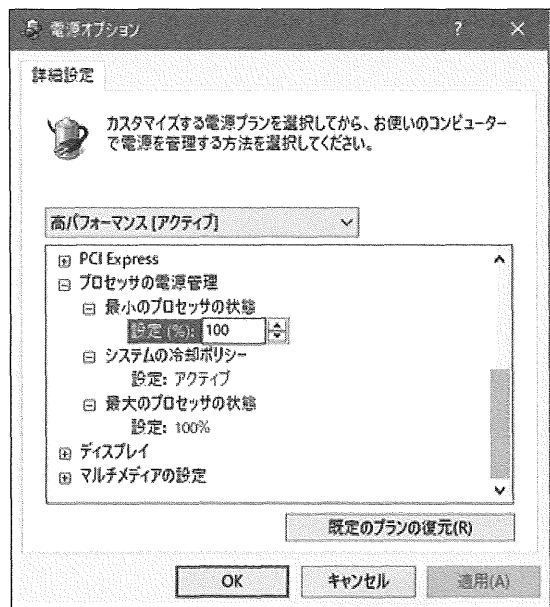 電源オプション ? ×
詳細設定
カスタマイズする電源プランを選択してから、お使いのコンピューター
で電源を管理する方法を選択してください。
高パフォーマンス [アクティブ]
PCI Express
プロセッサの電源管理
最小のプロセッサの状態
設定 (%): 100
システムの冷却ポリシー
設定: アクティブ
最大のプロセッサの状態
設定: 100%
ディスプレイ
マルチメディアの設定
既定のプランの復元(R)
OK キャンセル 適用(A)